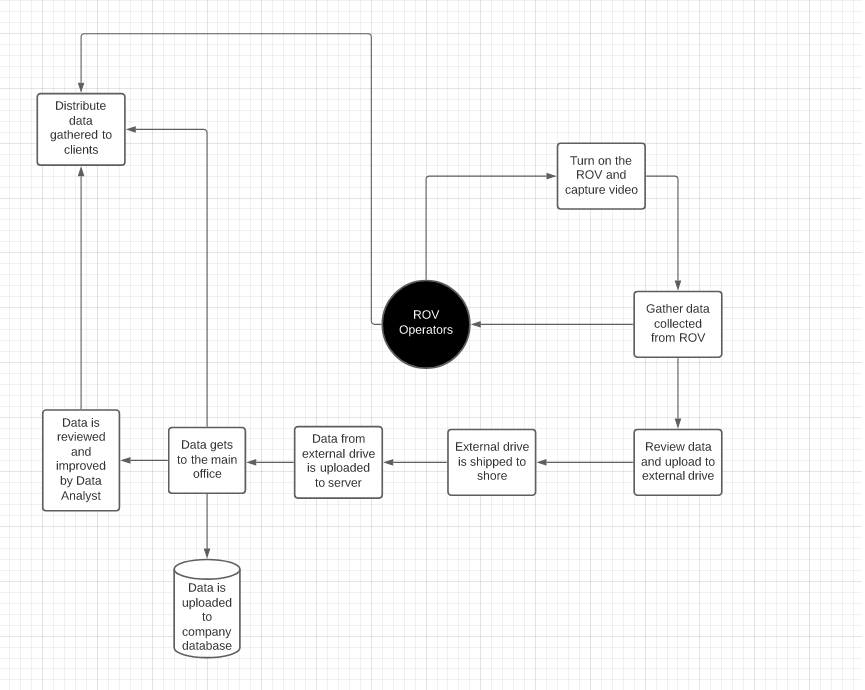 Distribute
data
gathered to
clients
Turn on the
ROV and
capture video
ROV
Operators
Gather data
collected
from ROV
Data is
reviewed
and
improved
by Data
Analyst
Data gets
to the main
office
Data from
external drive
is uploaded
to server
External drive
is shipped to
shore
Review data
and upload to
external drive
Data is
uploaded
to
company
database